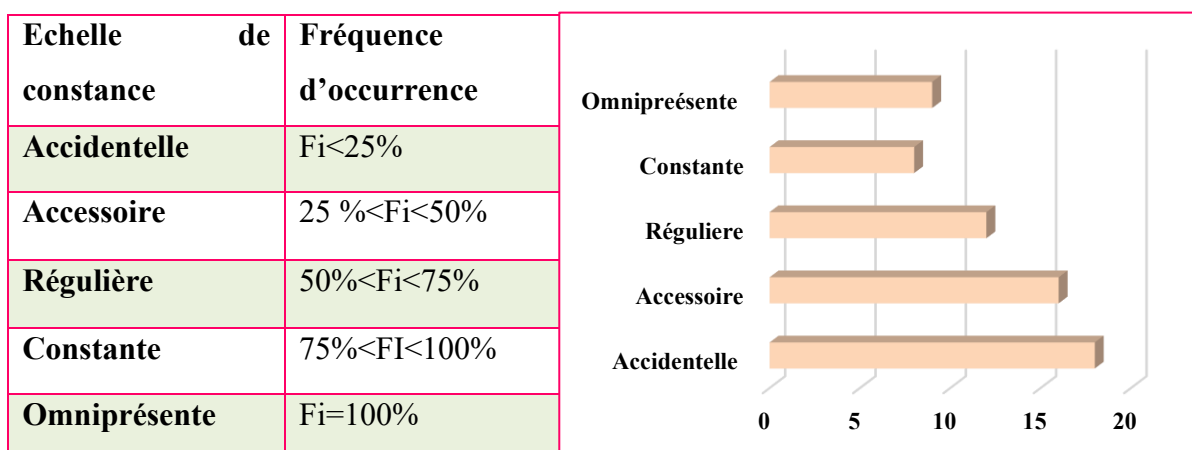 Echelle de
constance
Fréquence
d’occurrence
Accidentelle
Fi<25%
Accessoire
25 %<Fi<50%
Régulière
50%<Fi<75%
Constante
75%<FI<100%
Omniprésente
Fi=100%
Omnipreésente
Constante
Réguliere
Accessoire
Accidentelle
0 5 10 15 20